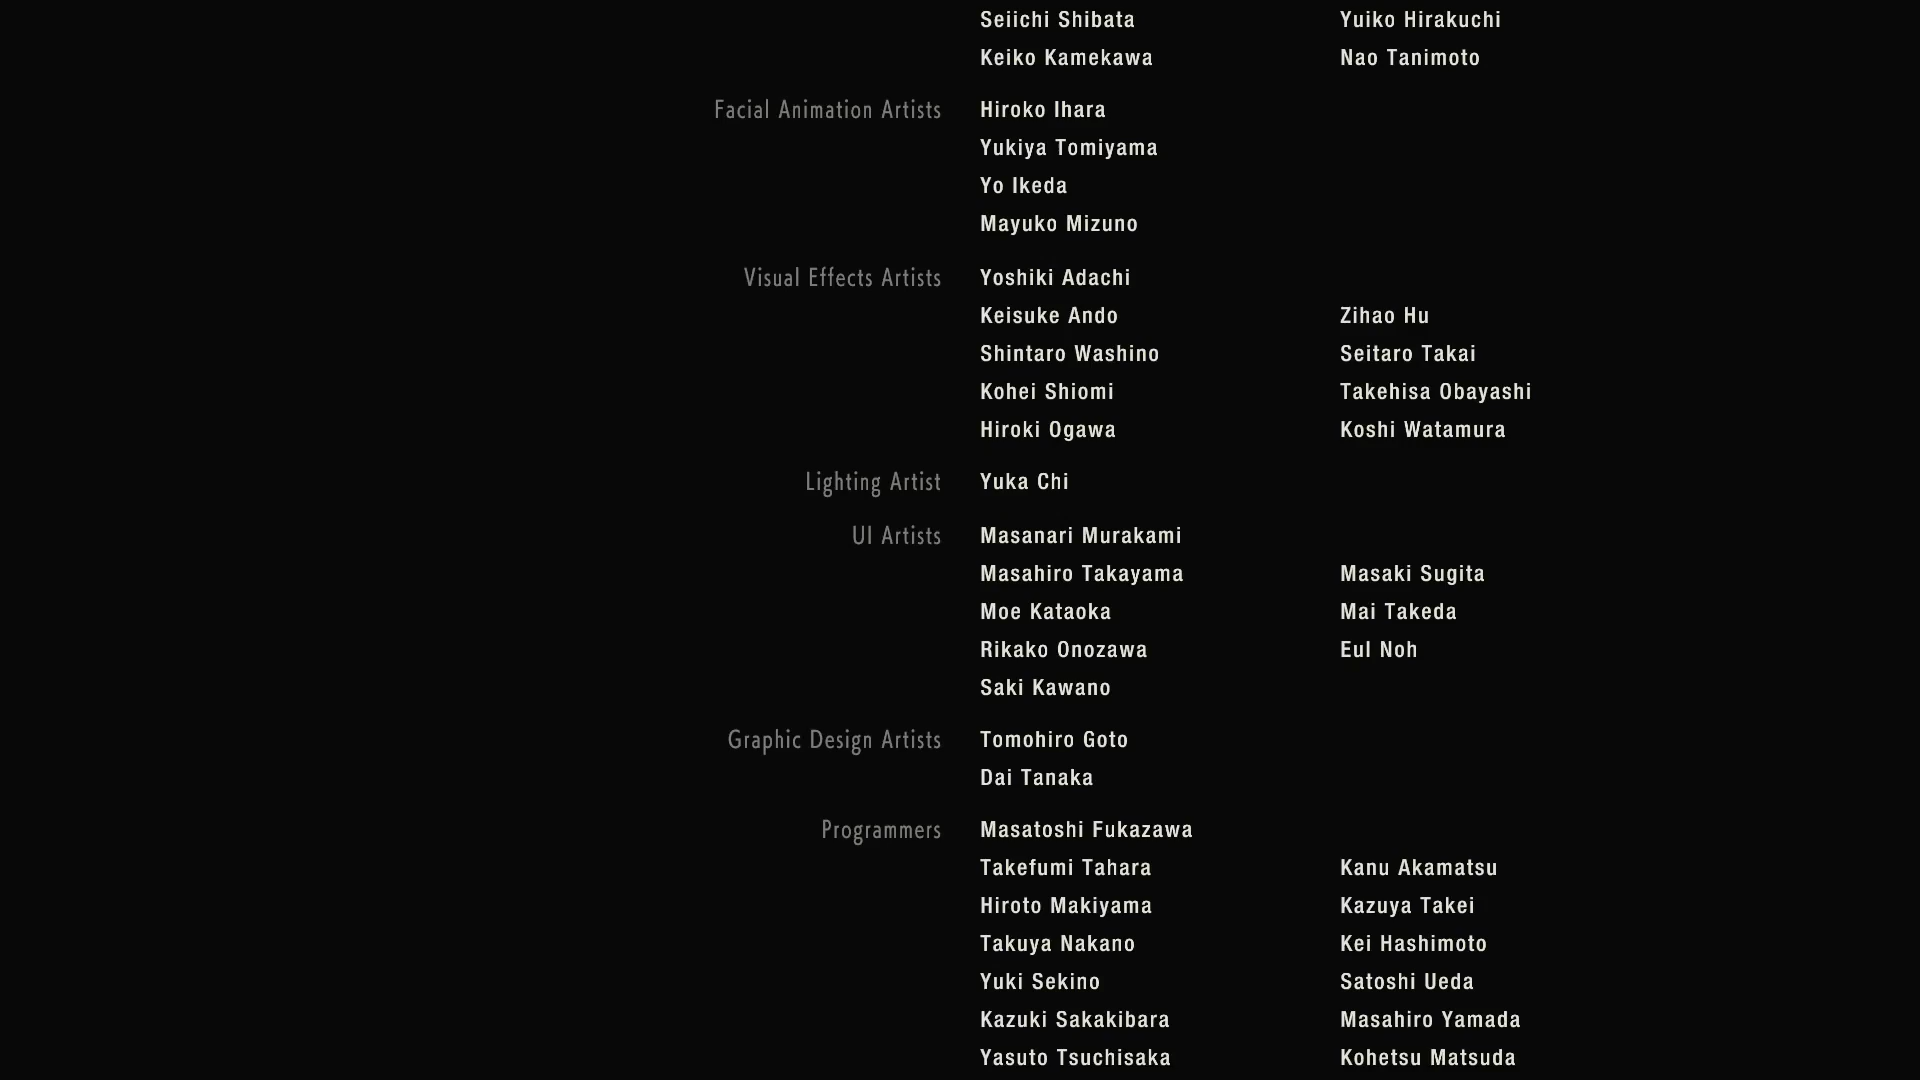 Seiichi Shibata Yuiko Hirakuchi
Keiko Kamekawa Nao Tanimoto
Facial Animation Artists Hiroko Ihara
Yukiya Tomiyama
Yo Ikeda
Mayuko Mizuno
Visual Effects Artists Yoshiki Adachi
Keisuke Ando Zihao Hu
Shintaro Washino Seitaro Takai
Kohei Shiomi Takehisa Obayashi
Hiroki Ogawa Koshi Watamura
Lighting Artist Yuka Chi
UI Artists Masanari Murakami
Masahiro Takayama Masaki Sugita
Moe Kataoka Mai Takeda
Rikako Onozawa Eul Noh
Saki Kawano
Graphic Design Artists Tomohiro Goto
Dai Tanaka
Programmers Masatoshi Fukazawa
Takefumi Tahara Kanu Akamatsu
Hiroto Makiyama Kazuya Takei
Takuya Nakano Kei Hashimoto
Yuki Sekino Satoshi Ueda
Kazuki Sakakibara Masahiro Yamada
Yasuto Tsuchisaka Kohetsu Matsuda